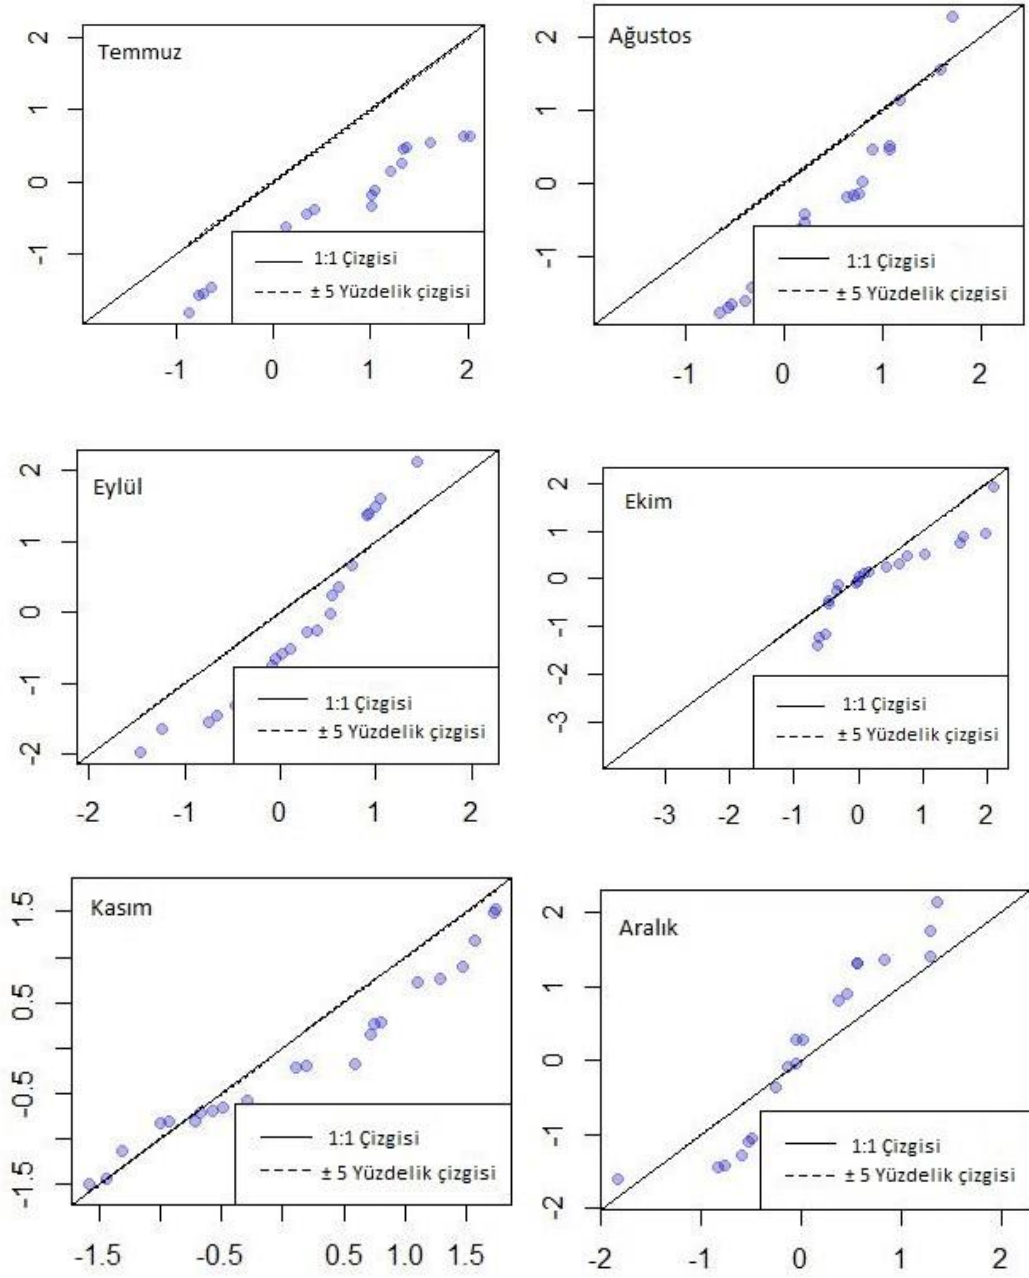 Temmuz
2
1
0
-1
1:1 Çizgisi
± 5 Yüzdelik çizgisi
-1 0 1 2
Ağustos
2
1
0
-1
1:1 Çizgisi
± 5 Yüzdelik çizgisi
-1 0 1 2
Eylül
2
1
0
-1
-2
1:1 Çizgisi
± 5 Yüzdelik çizgisi
-2 -1 0 1 2
Ekim
2
1
0
-1
-2
-3
1:1 Çizgisi
± 5 Yüzdelik çizgisi
-3 -2 -1 0 1 2
Kasım
1.5
0.5
-0.5
-1.5
1:1 Çizgisi
± 5 Yüzdelik çizgisi
-1.5 -0.5 0.5 1.0 1.5
Aralık
2
1
0
-1
-2
1:1 Çizgisi
± 5 Yüzdelik çizgisi
-2 -1 0 1 2